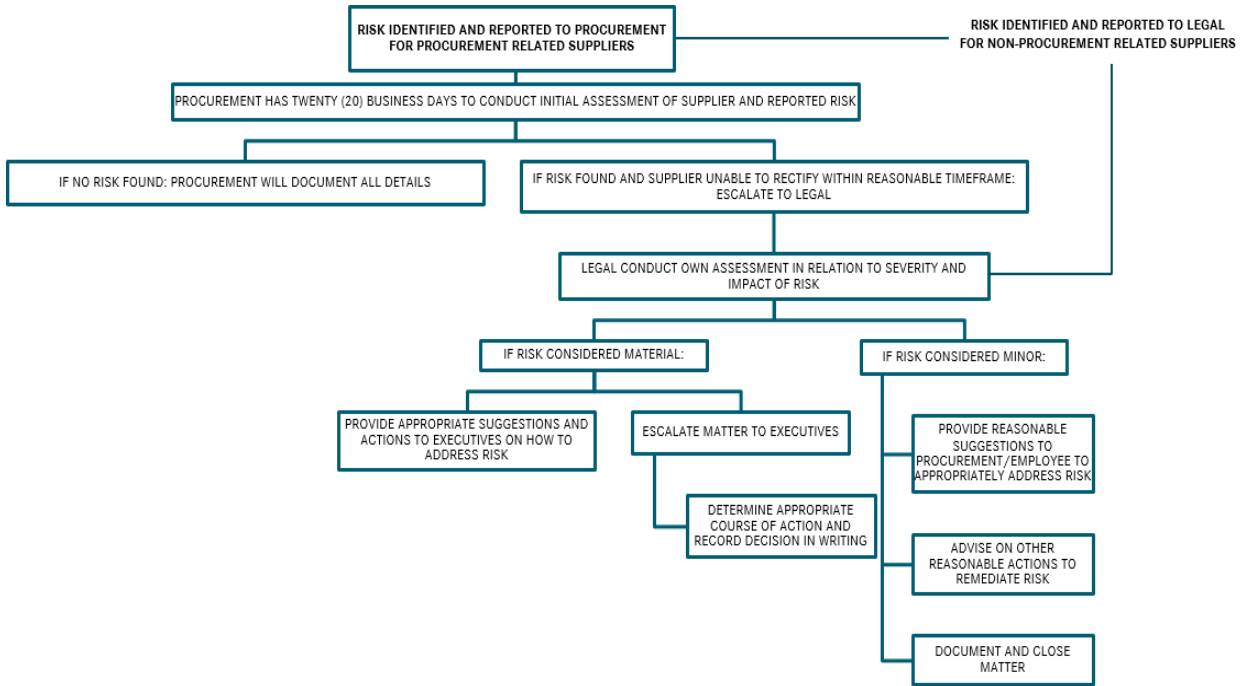 RISK IDENTIFIED AND REPORTED TO PROCUREMENT
FOR PROCUREMENT RELATED SUPPLIERS
RISK IDENTIFIED AND REPORTED TO LEGAL
FOR NON-PROCUREMENT RELATED SUPPLIERS
PROCUREMENT HAS TWENTY (20) BUSINESS DAYS TO CONDUCT INITIAL ASSESSMENT OF SUPPLIER AND REPORTED RISK
IF NO RISK FOUND: PROCUREMENT WILL DOCUMENT ALL DETAILS
IF RISK FOUND AND SUPPLIER UNABLE TO RECTIFY WITHIN REASONABLE TIMEFRAME:
ESCALATE TO LEGAL
LEGAL CONDUCT OWN ASSESSMENT IN RELATION TO SEVERITY AND
IMPACT OF RISK
IF RISK CONSIDERED MATERIAL:
IF RISK CONSIDERED MINOR:
PROVIDE APPROPRIATE SUGGESTIONS AND
ACTIONS TO EXECUTIVES ON HOW TO
ADDRESS RISK
ESCALATE MATTER TO EXECUTIVES
PROVIDE REASONABLE
SUGGESTIONS TO
PROCUREMENT/EMPLOYEE TO
APPROPRIATELY ADDRESS RISK
DETERMINE APPROPRIATE
COURSE OF ACTION AND
RECORD DECISION IN WRITING
ADVISE ON OTHER
REASONABLE ACTIONS TO
REMEDIATE RISK
DOCUMENT AND CLOSE
MATTER